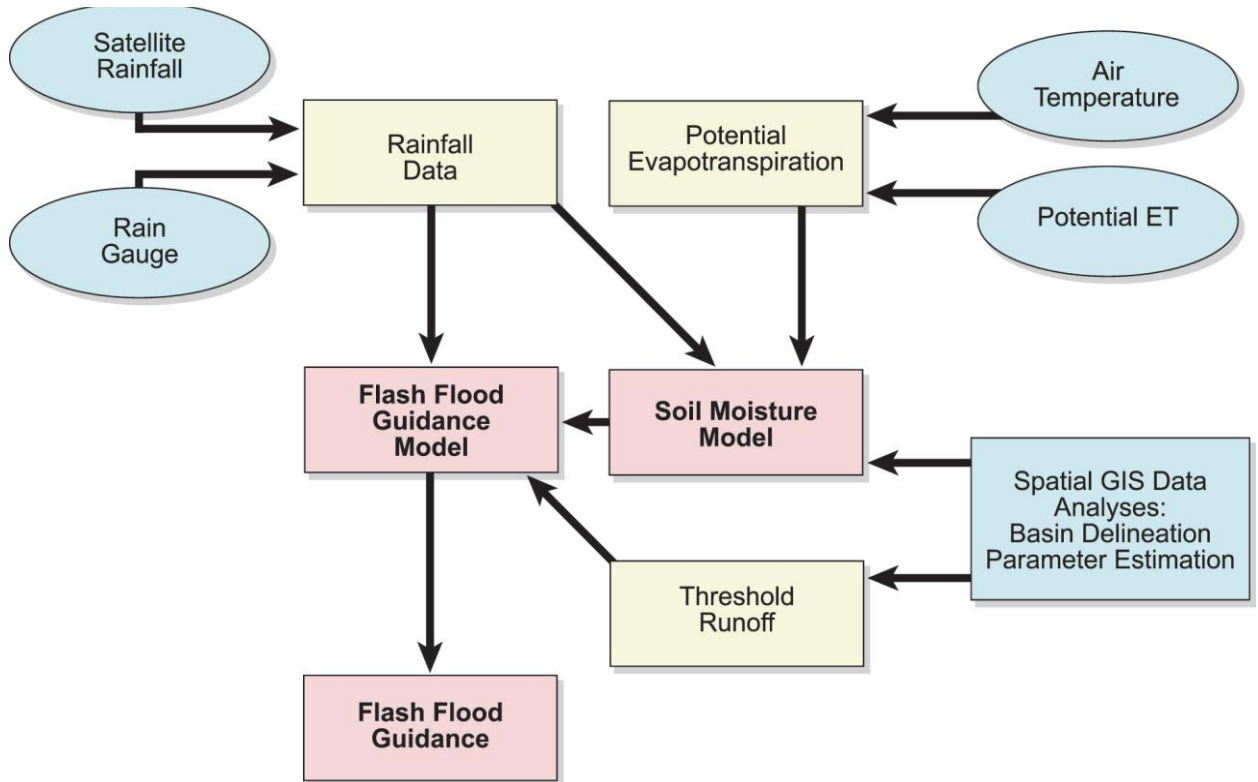 Satellite
Rainfall
Air
Temperature
Rainfall
Data
Potential
Evapotranspiration
Rain
Gauge
Potential ET
Flash Flood
Guidance
Model
Soil Moisture
Model
Spatial GIS Data
Analyses:
Basin Delineation
Parameter Estimation
Threshold
Runoff
Flash Flood
Guidance